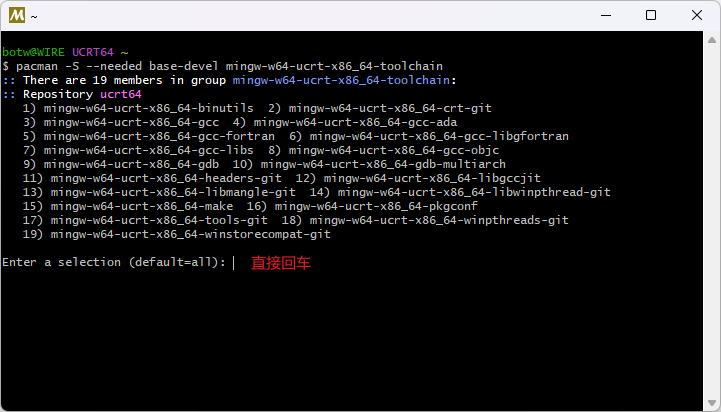 ~
botw@WIRE UCRT64 ~
$ pacman -S --needed base-devel mingw-w64-ucrt-x86_64-toolchain
:: There are 19 members in group mingw-w64-ucrt-x86_64-toolchain:
:: Repository ucrt64
1) mingw-w64-ucrt-x86_64-binutils 2) mingw-w64-ucrt-x86_64-crt-git
3) mingw-w64-ucrt-x86_64-gcc 4) mingw-w64-ucrt-x86_64-gcc-ada
5) mingw-w64-ucrt-x86_64-gcc-fortran 6) mingw-w64-ucrt-x86_64-gcc-libgfortran
7) mingw-w64-ucrt-x86_64-gcc-libs 8) mingw-w64-ucrt-x86_64-gcc-objc
9) mingw-w64-ucrt-x86_64-gdb 10) mingw-w64-ucrt-x86_64-gdb-multiarch
11) mingw-w64-ucrt-x86_64-headers-git 12) mingw-w64-ucrt-x86_64-libgccjit
13) mingw-w64-ucrt-x86_64-libmangle-git 14) mingw-w64-ucrt-x86_64-libwinpthread-git
15) mingw-w64-ucrt-x86_64-make 16) mingw-w64-ucrt-x86_64-pkgconf
17) mingw-w64-ucrt-x86_64-tools-git 18) mingw-w64-ucrt-x86_64-winpthreads-git
19) mingw-w64-ucrt-x86_64-winstorecompat-git
Enter a selection (default=all): 直接回车